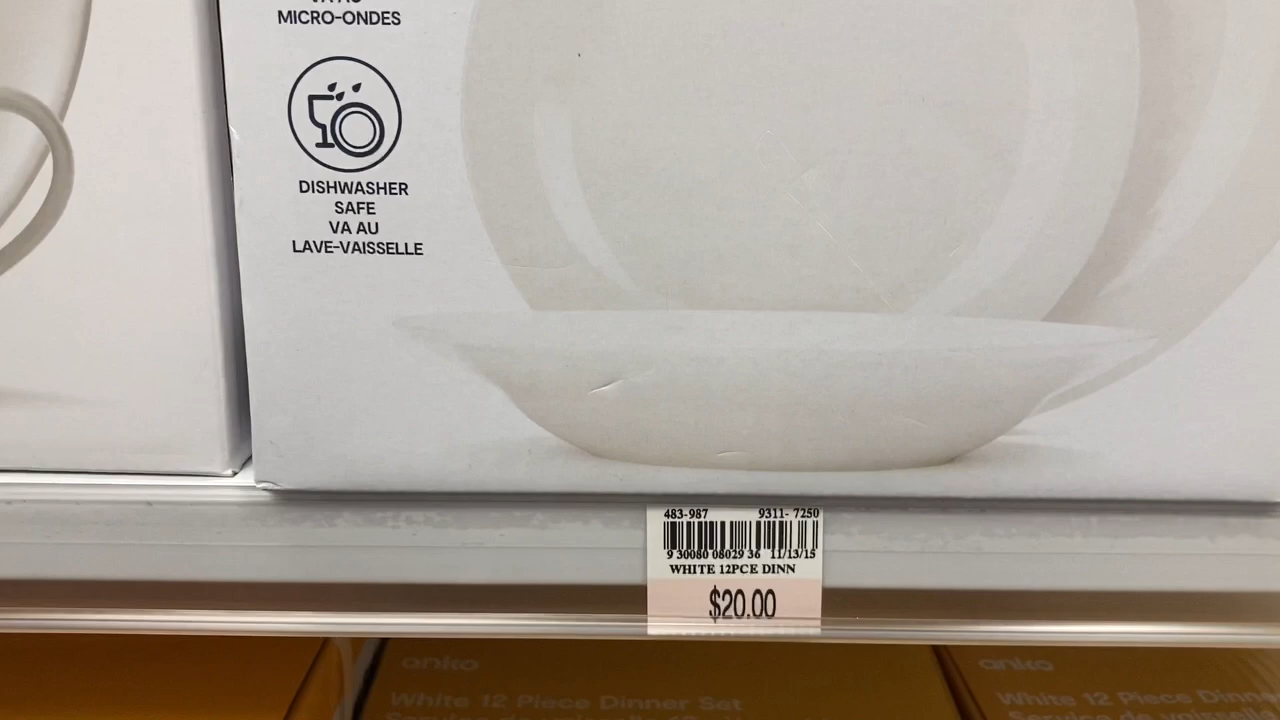 MICRO-ONDES
DISHWASHER
SAFE
VA AU
LAVE-VAISSELLE
483-987 9311- 7250
9 30080 08029 36 11/13/15
WHITE 12PCE DINN
$20.00
anko
White 12 Piece Dinner Set
anko
White 12 Piece Dinne